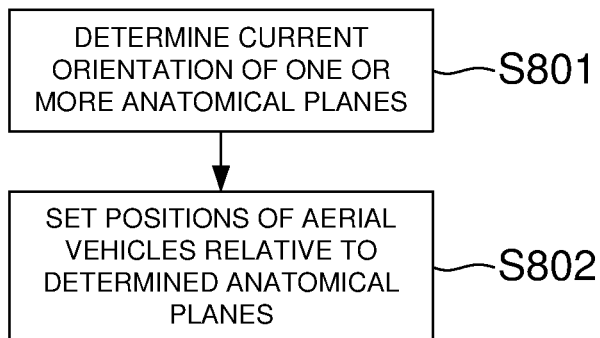 DETERMINE CURRENT
ORIENTATION OF ONE OR
MORE ANATOMICAL PLANES
S801
SET POSITIONS OF AERIAL
VEHICLES RELATIVE TO
DETERMINED ANATOMICAL
PLANES
S802